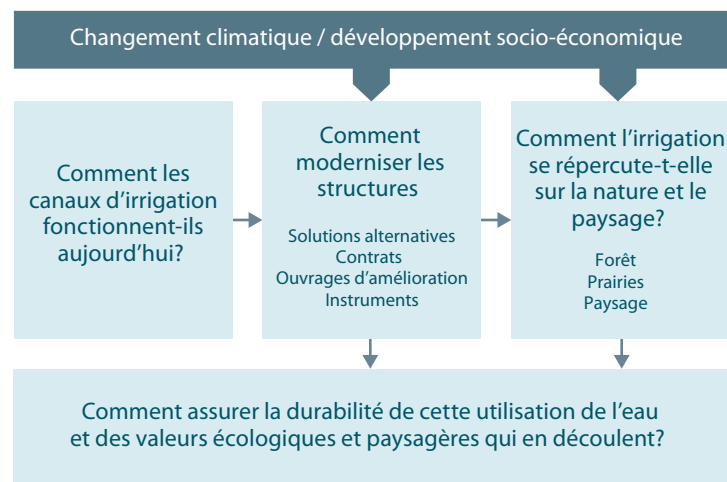 Changement climatique / développement socio-économique
Comment les
canaux d'irrigation
fonctionnent-ils
aujourd'hui?
Comment
moderniser les
structures
Solutions alternatives
Contrats
Ouvrages d'amélioration
Instruments
Comment l'irrigation
se répercute-t-elle
sur la nature et le
paysage?
Forêt
Prairies
Paysage
Comment assurer la durabilité de cette utilisation de l'eau
et des valeurs écologiques et paysagères qui en découlent?